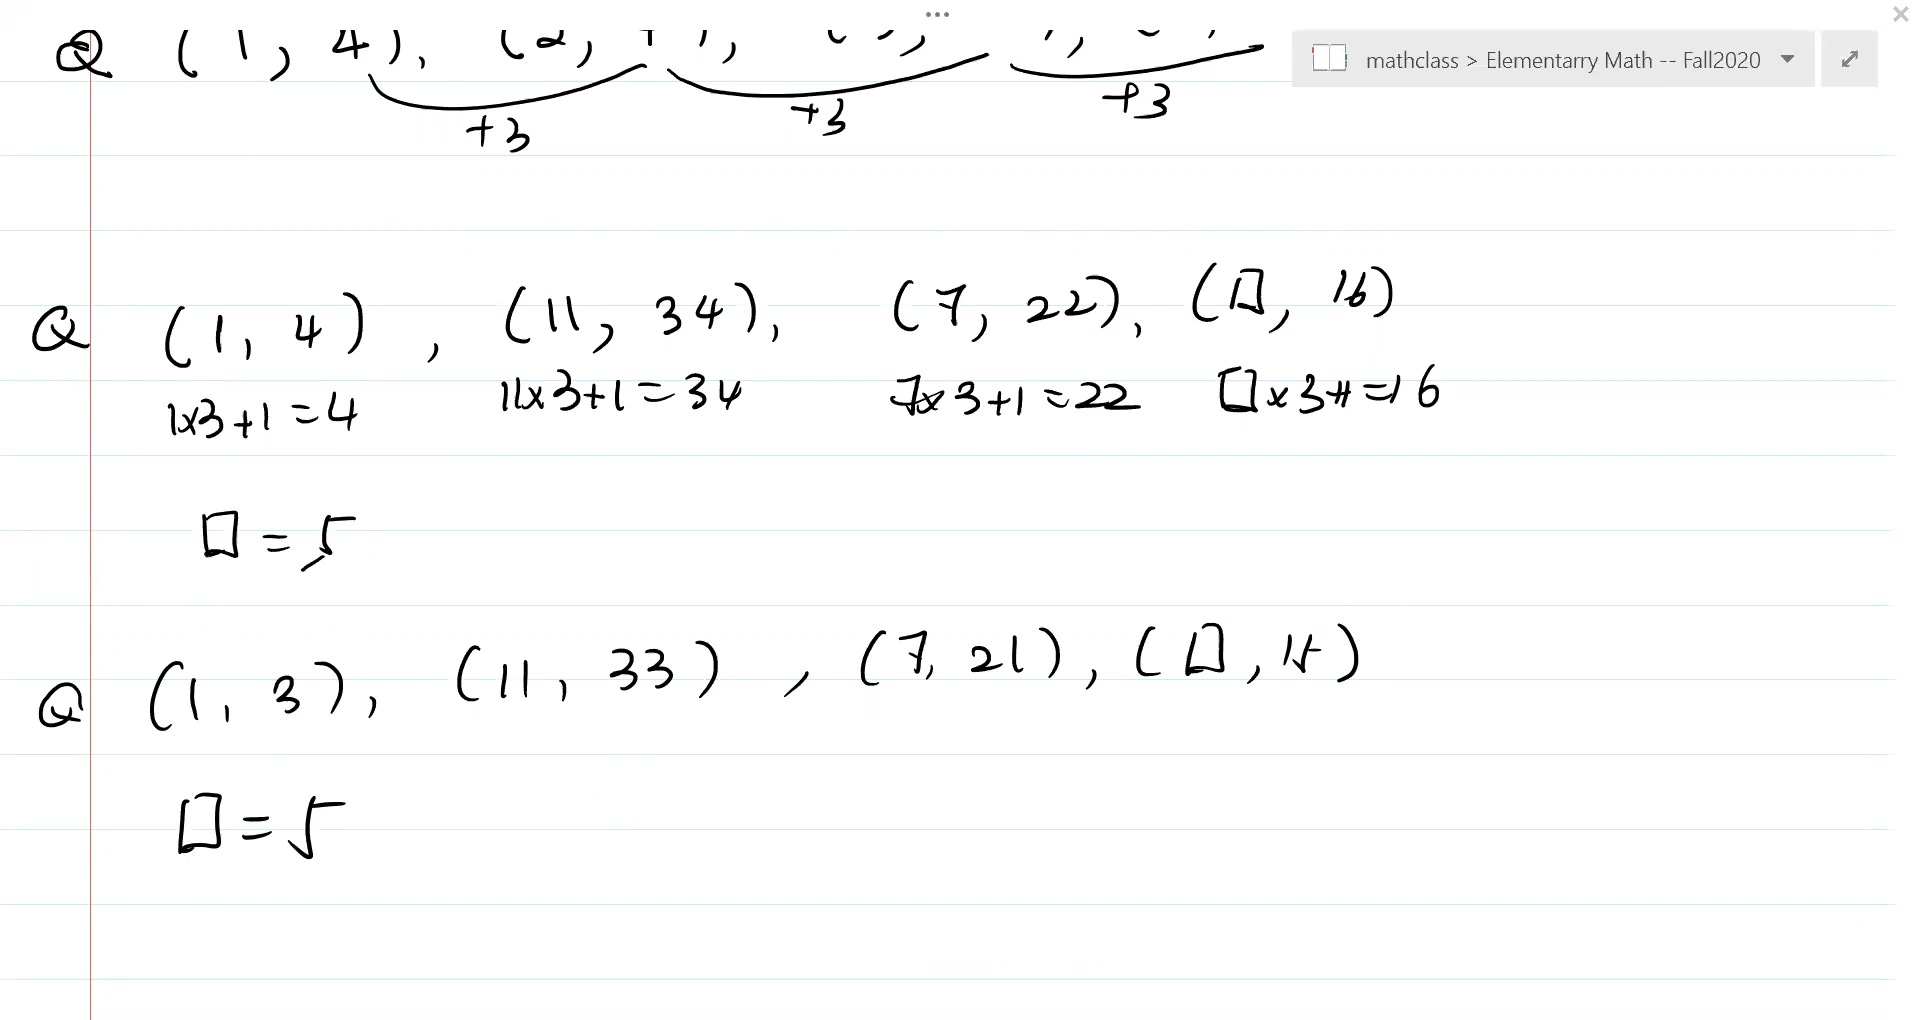 mathclass > Elementarry Math -- Fall2020
Q (1, 4), (2,
+3 +3 +3
Q (1, 4), (11, 34), (7, 22), (□, 16)
1x3+1=4 11x3+1=34 7x3+1=22 □x3+1=16
□=5
Q (1, 3), (11, 33), (7, 21), (□, 15)
□=5